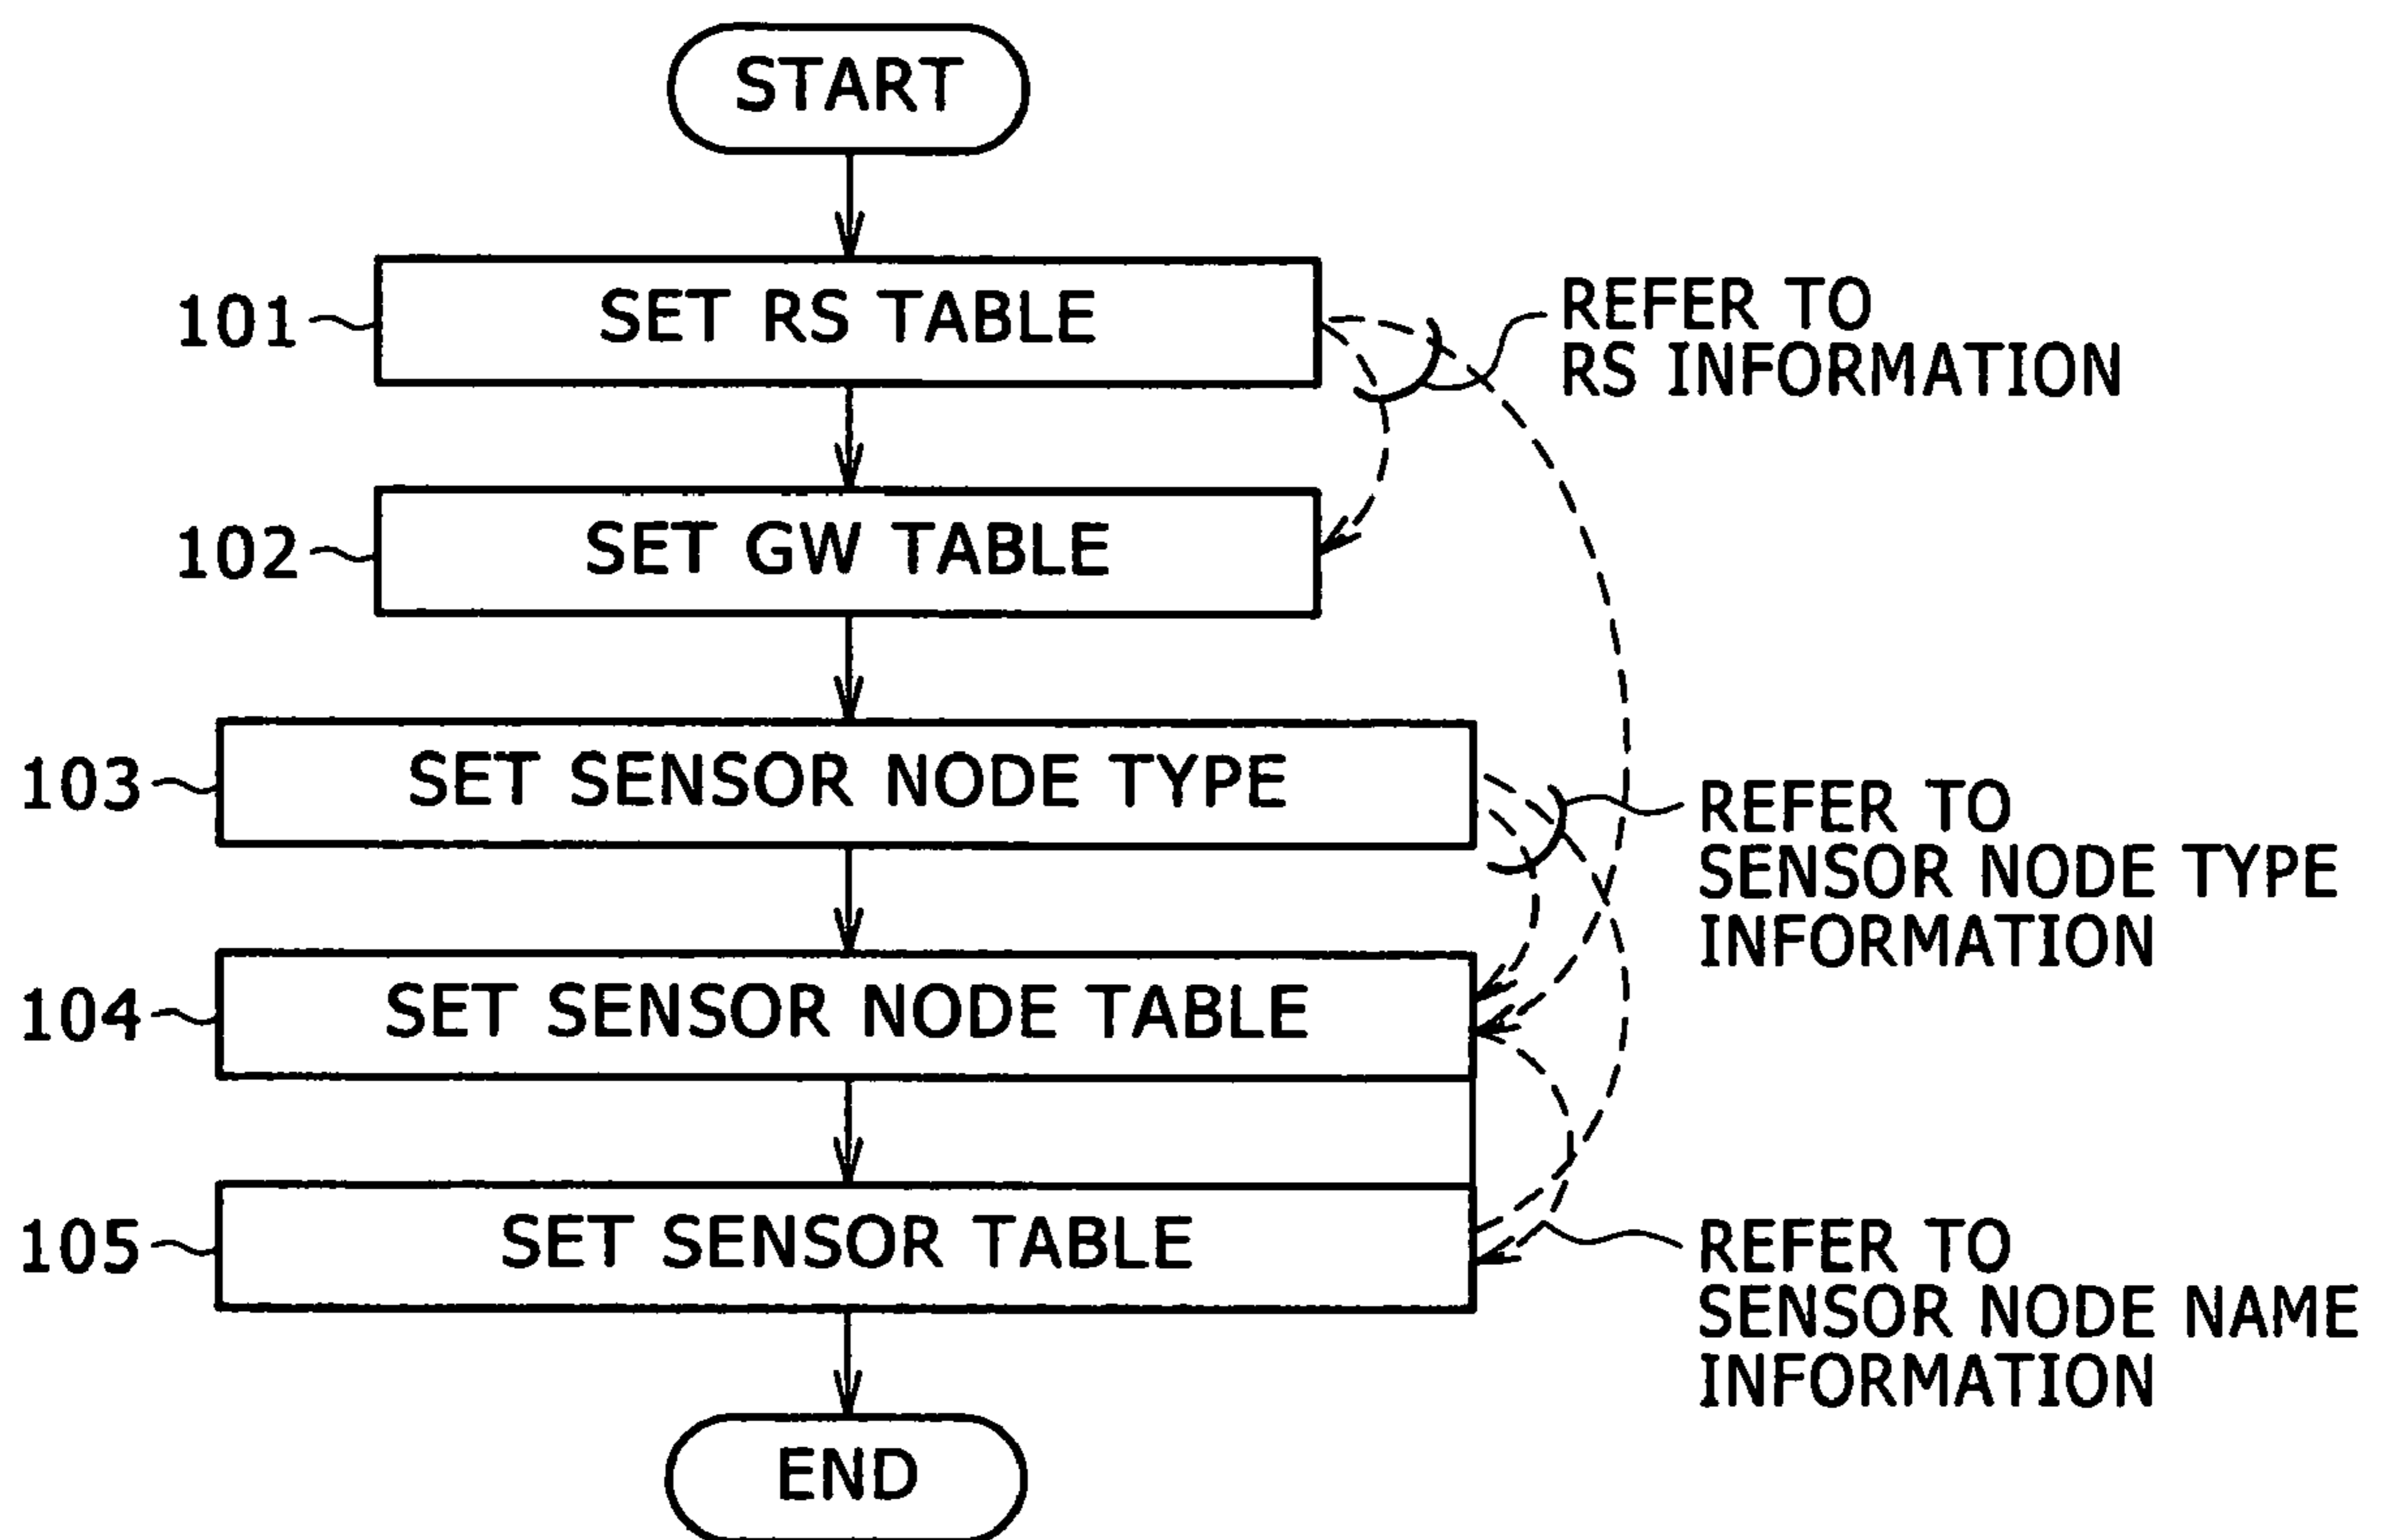 START
101
SET RS TABLE
REFER TO
RS INFORMATION
102
SET GW TABLE
103
SET SENSOR NODE TYPE
REFER TO
SENSOR NODE TYPE
INFORMATION
104
SET SENSOR NODE TABLE
105
SET SENSOR TABLE
REFER TO
SENSOR NODE NAME
INFORMATION
END